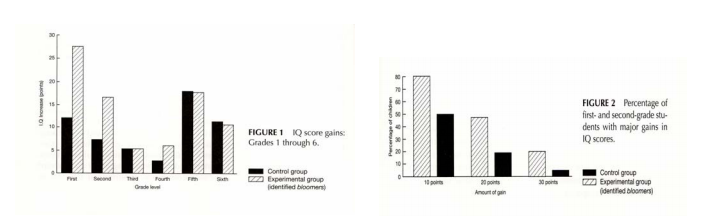 30
25
20
15
10
5
0
I.Q Increase (points)
First
Second
Third
Fourth
Fifth
Sixth
Grade level
FIGURE 1 IQ score gains:
Grades 1 through 6.
Control group
Experimental group
(identified bloomers)
80
70
60
50
40
30
20
10
0
Percentage of children
10 points
20 points
30 points
Amount of gain
FIGURE 2 Percentage of
first- and second-grade stu-
dents with major gains in
IQ scores.
Control group
Experimental group
(identified bloomers)